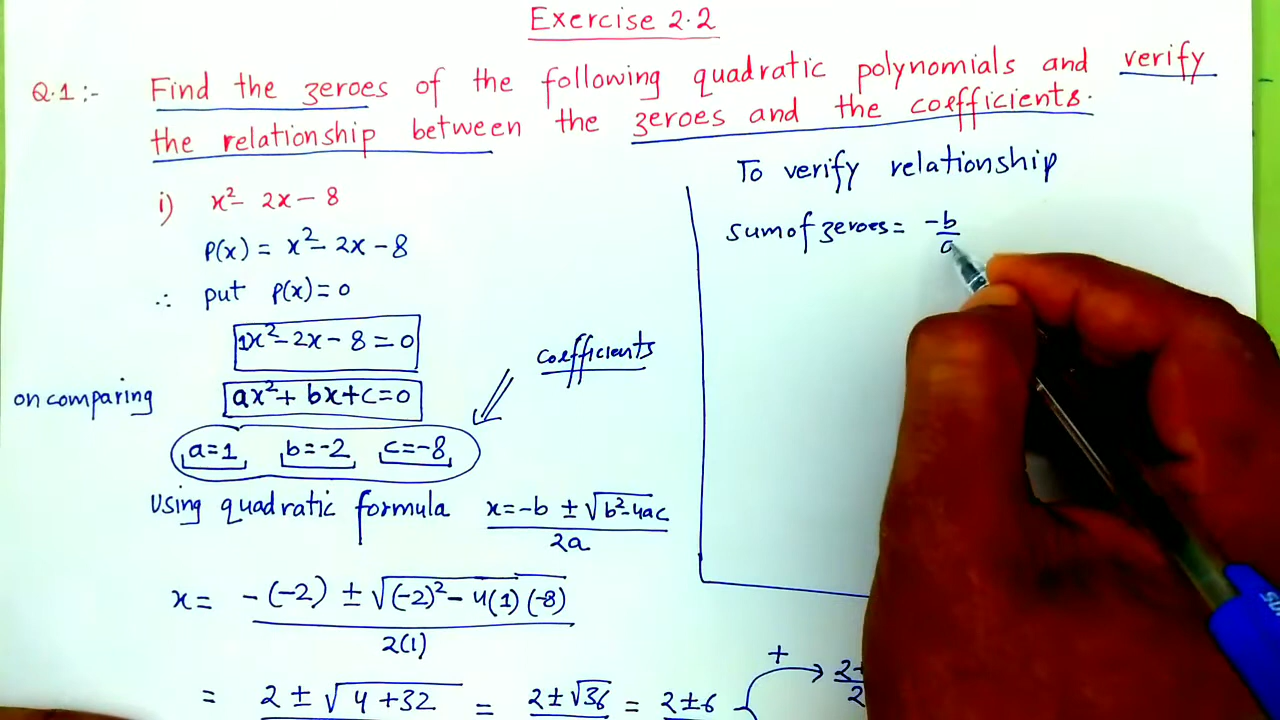 Exercise 2.2
Q.1:- Find the zeroes of the following quadratic polynomials and verify
the relationship between the zeroes and the coefficients.
i) x² - 2x - 8
P(x) = x² - 2x - 8
∴ put P(x)=0
1x² - 2x - 8 = 0
on comparing ax² + bx + c = 0
coefficients
a=1 b=-2 c=-8
Using quadratic formula x = -b ± √b²-4ac / 2a
x = -(-2) ± √(-2)² - 4(1)(-8) / 2(1)
= 2 ± √4+32 = 2 ± √36 = 2 ± 6
+
To verify relationship
sum of zeroes = -b/a